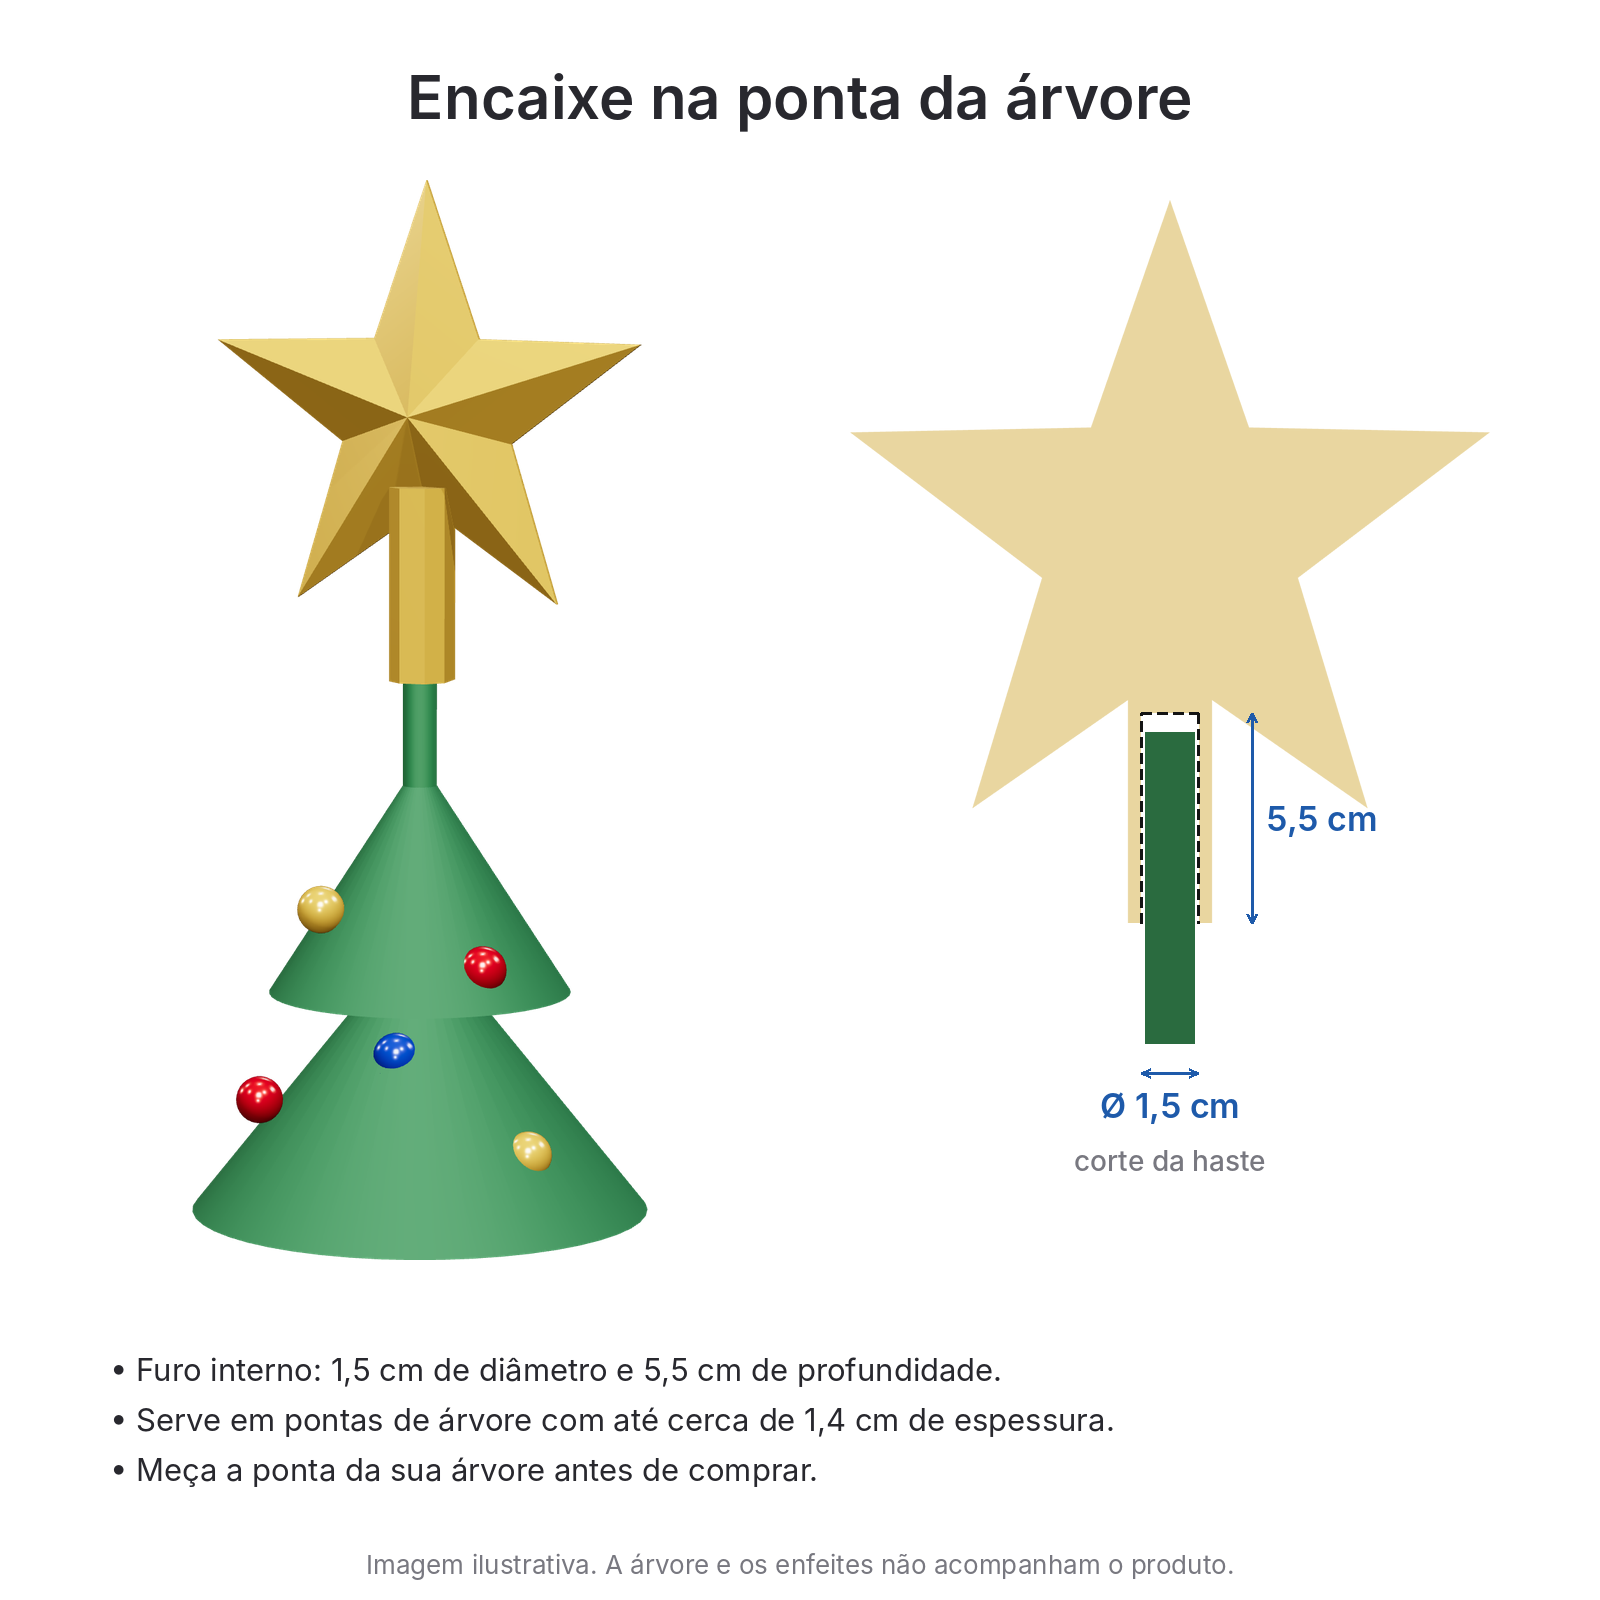 Encaixe na ponta da árvore
5,5 cm
Ø 1,5 cm
corte da haste
• Furo interno: 1,5 cm de diâmetro e 5,5 cm de profundidade.
• Serve em pontas de árvore com até cerca de 1,4 cm de espessura.
• Meça a ponta da sua árvore antes de comprar.
Imagem ilustrativa. A árvore e os enfeites não acompanham o produto.